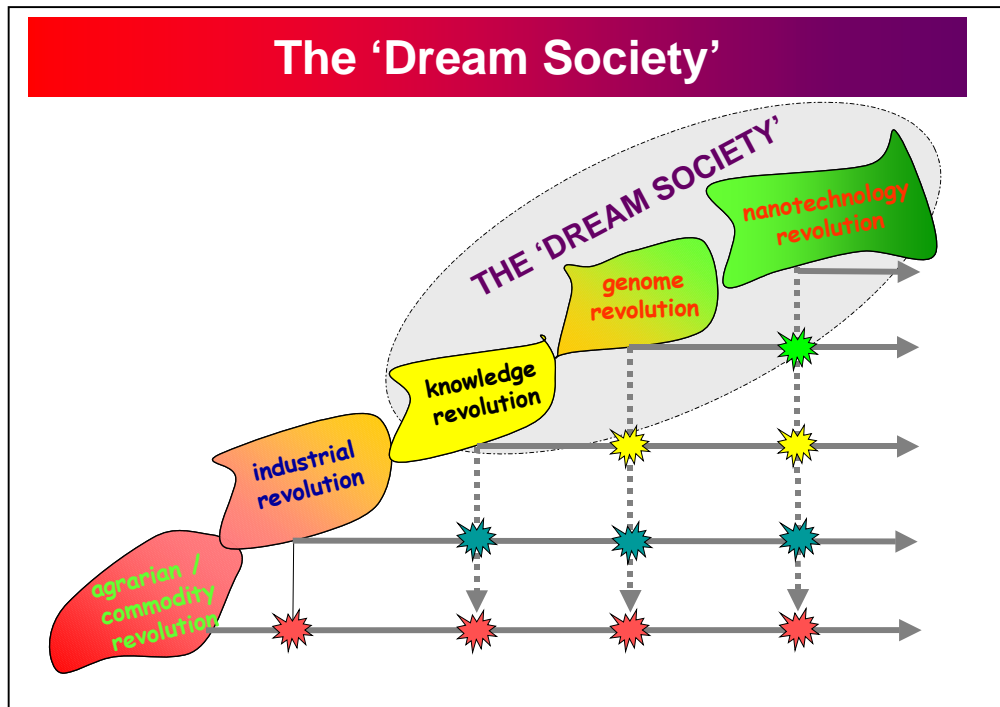 The ‘Dream Society’
THE ‘DREAM SOCIETY’
nanotechnology
revolution
genome
revolution
knowledge
revolution
industrial
revolution
agrarian /
commodity
revolution